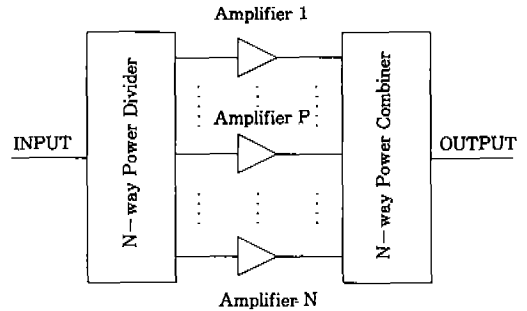 Amplifier 1
N-way Power Divider
N-way Power Combiner
Amplifier P
INPUT
OUTPUT
Amplifier N